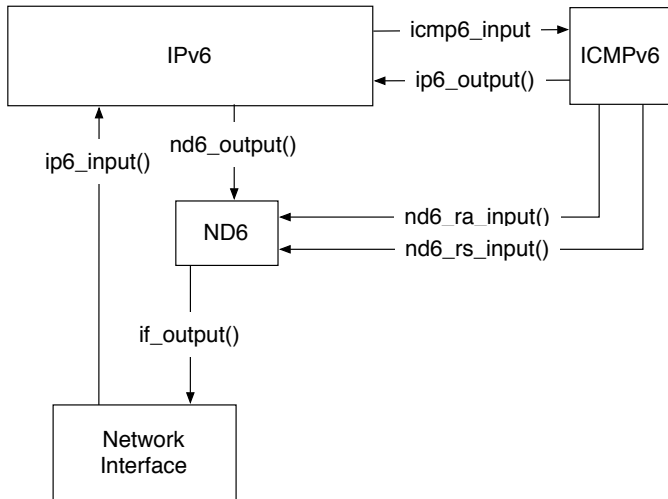 icmp6_input
IPv6
ICMPv6
ip6_output()
nd6_output()
ip6_input()
nd6_ra_input()
ND6
nd6_rs_input()
if_output()
Network
Interface